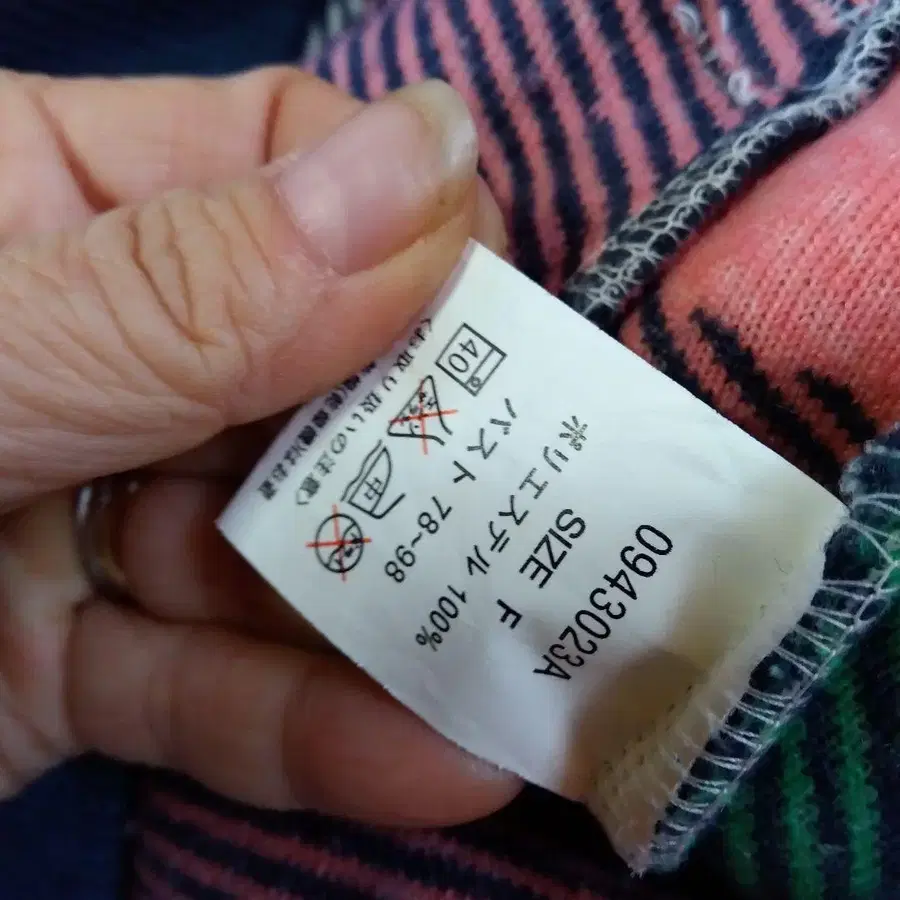 0943023A
SIZE F
ポリエステル 100%
バスト 78~98
40
中
〈お取り扱いの注意〉